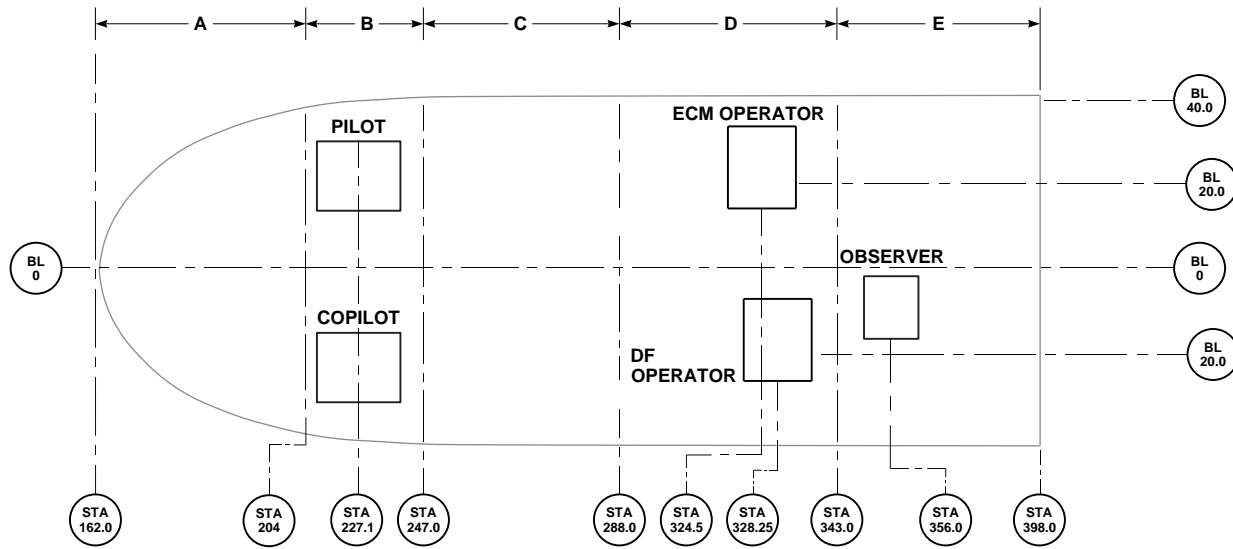 A B C D E
BL
40.0
PILOT
ECM OPERATOR
BL
20.0
BL
0
OBSERVER
BL
0
COPILOT
DF
OPERATOR
BL
20.0
STA
162.0
STA
204
STA
227.1
STA
247.0
STA
288.0
STA
324.5
STA
328.25
STA
343.0
STA
356.0
STA
398.0